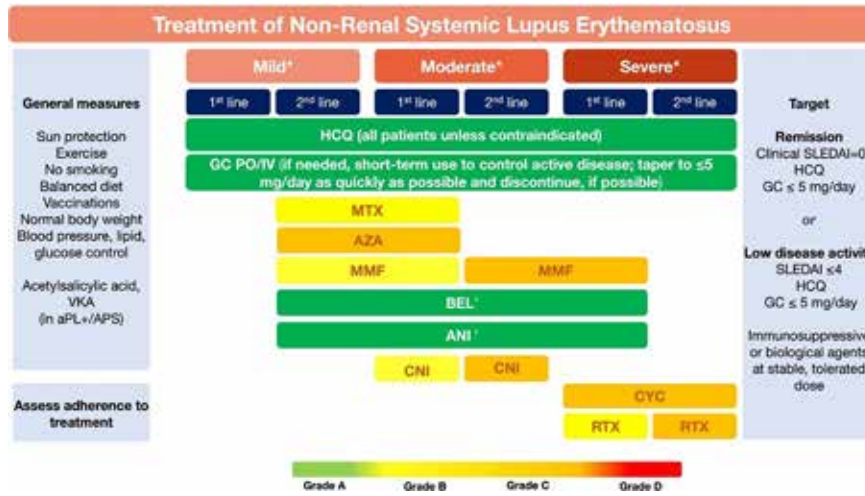 Treatment of Non-Renal Systemic Lupus Erythematosus
Mild*
Moderate*
Severe*
General measures
1st line
2nd line
1st line
2nd line
1st line
2nd line
Target
Sun protection
Exercise
No smoking
Balanced diet
Vaccinations
Normal body weight
Blood pressure, lipid,
glucose control
Acetylsalicylic acid,
VKA
(in aPL+/APS)
HCQ (all patients unless contraindicated)
GC PO/IV (if needed, short-term use to control active disease; taper to ≤5
mg/day as quickly as possible and discontinue, if possible)
MTX
AZA
MMF
MMF
BEL
ANI
CNI
CNI
CYC
RTX
RTX
Remission
Clinical SLEDAI=0
HCQ
GC ≤ 5 mg/day
or
Low disease activit
SLEDAI ≤4
HCQ
GC ≤ 5 mg/day
Immunosuppressive
or biological agents
at stable, tolerated
dose
Assess adherence to
treatment
Grade A
Grade B
Grade C
Grade D